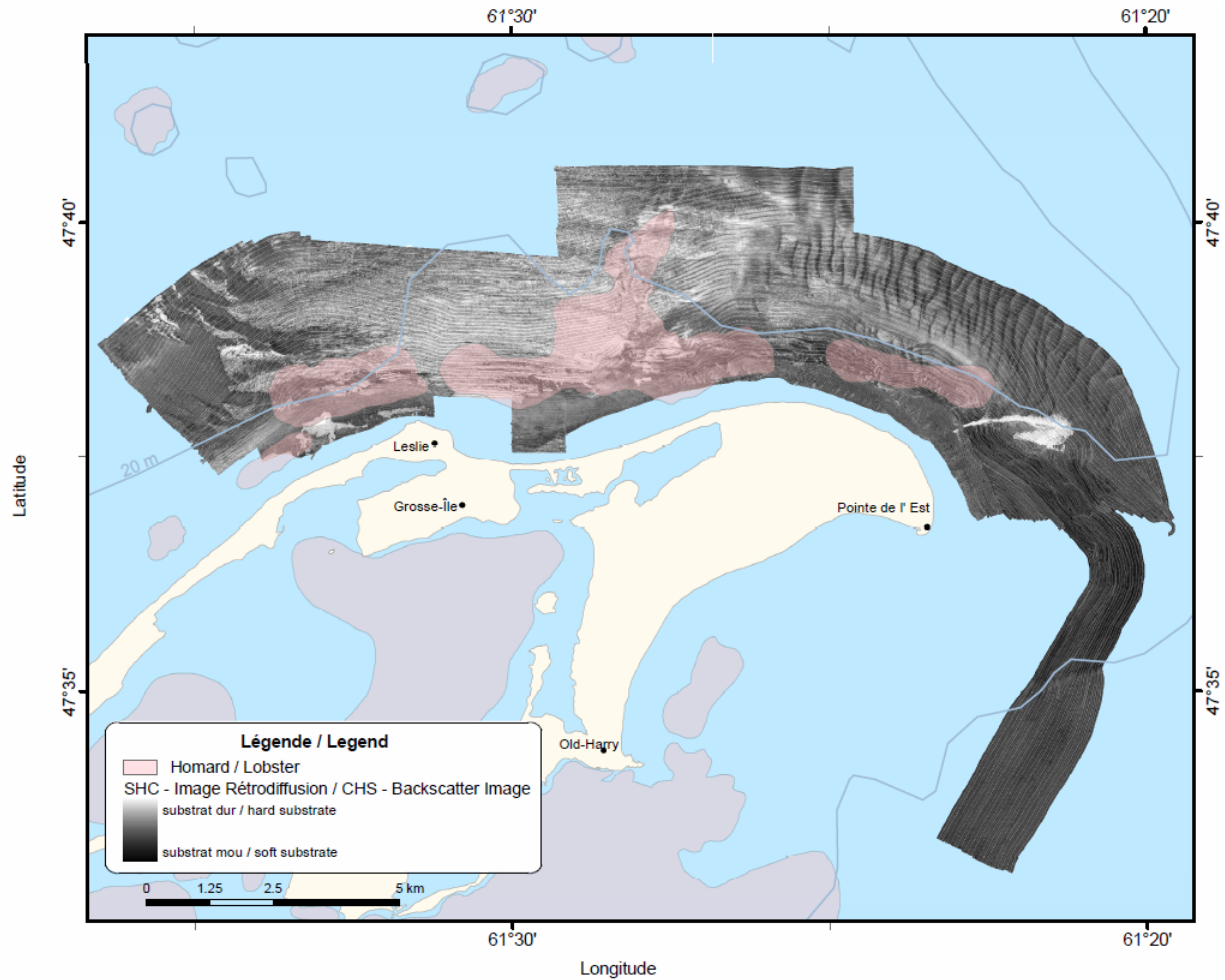 61°30' 61°20'
47°40' 47°40'
20 m
Leslie
Grosse-Île
Pointe de l' Est
Latitude
47°35' 47°35'
Old-Harry
Légende / Legend
Homard / Lobster
SHC - Image Rétrodiffusion / CHS - Backscatter Image
substrat dur / hard substrate
substrat mou / soft substrate
0 1.25 2.5 5 km
61°30' 61°20'
Longitude